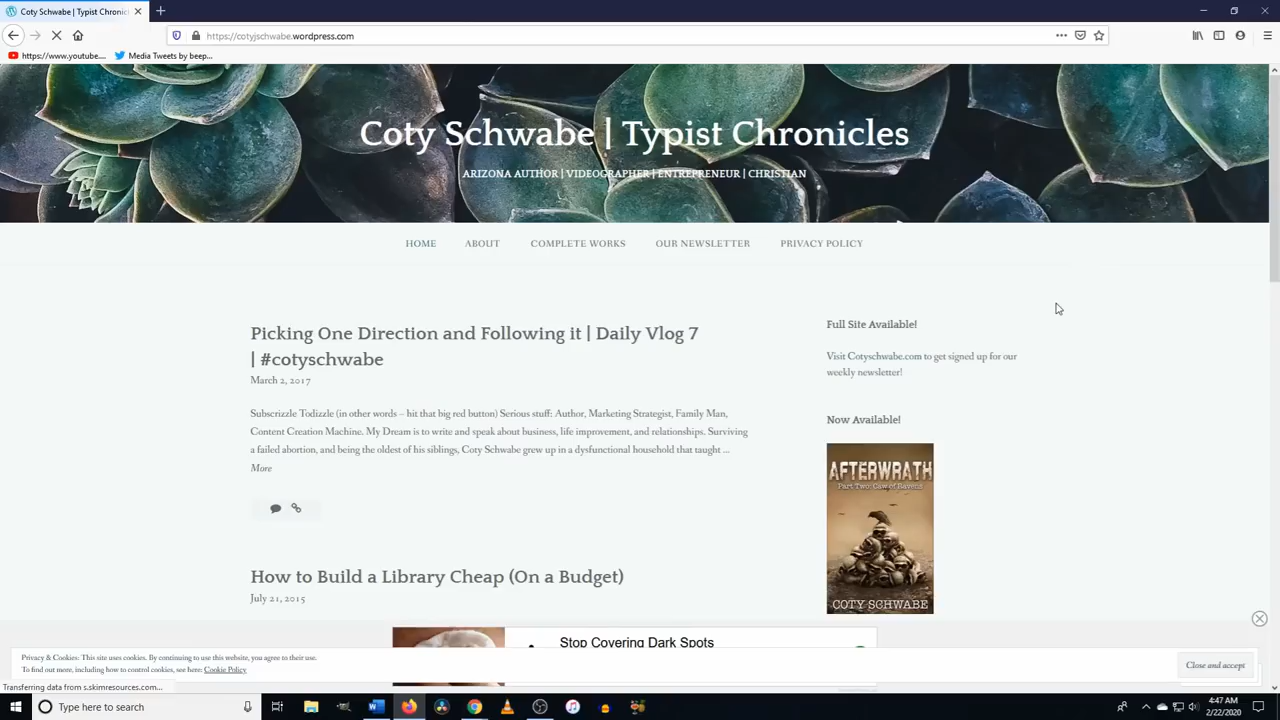 Coty Schwabe | Typist Chronicl
https://cotyjschwabe.wordpress.com
https://www.youtube....
Media Tweets by beep...
Coty Schwabe | Typist Chronicles
ARIZONA AUTHOR | VIDEOGRAPHER | ENTREPRENEUR | CHRISTIAN
HOME ABOUT COMPLETE WORKS OUR NEWSLETTER PRIVACY POLICY
Picking One Direction and Following it | Daily Vlog 7
| #cotyschwabe
March 2, 2017
Subscrizzle Todizzle (in other words – hit that big red button) Serious stuff: Author, Marketing Strategist, Family Man,
Content Creation Machine. My Dream is to write and speak about business, life improvement, and relationships. Surviving
a failed abortion, and being the oldest of his siblings, Coty Schwabe grew up in a dysfunctional household that taught ...
More
How to Build a Library Cheap (On a Budget)
July 21, 2015
Full Site Available!
Visit Cotyschwabe.com to get signed up for our
weekly newsletter!
Now Available!
AFTERWRATH
Part Two: Caw of Ravens
COTY SCHWABE
Stop Covering Dark Spots
Privacy & Cookies: This site uses cookies. By continuing to use this website, you agree to their use.
To find out more, including how to control cookies, see here: Cookie Policy
Close and accept
Transferring data from s.skimresources.com...
Type here to search
4:47 AM
2/22/2020